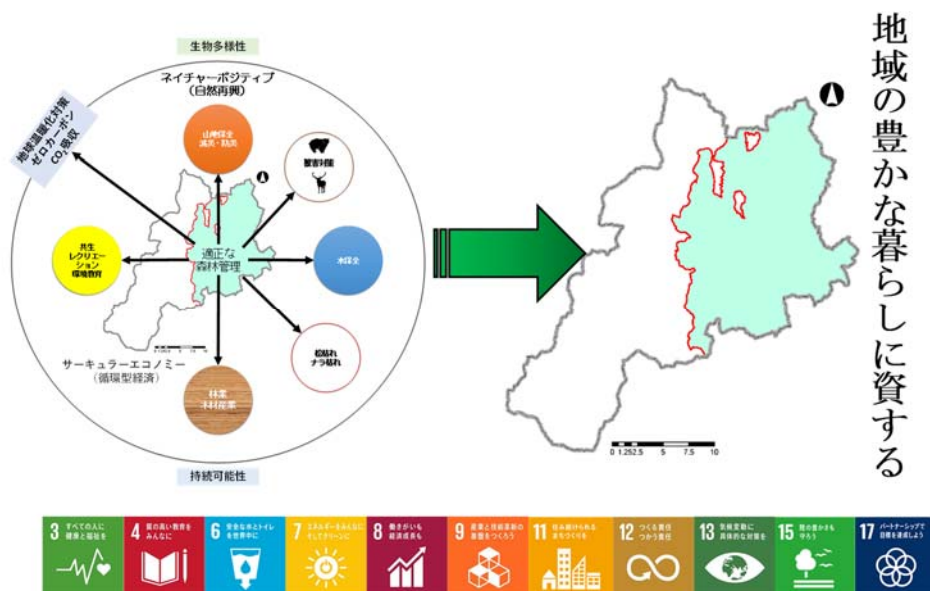 生物多様性
ネイチャーポジティブ
(自然再興)
地球温暖化対策
ゼロカーボン
CO₂吸収
山地保全
減災・防災
獣害対策
共生
レクリエー
ション
環境教育
適正な
森林管理
水保全
松枯れ
ナラ枯れ
サーキュラーエコノミー
(循環型経済)
林業
木材産業
持続可能性
地域の豊かな暮らしに資する
0 1.252.5 5 7.5 10
3 すべての人に
健康と福祉を
4 質の高い教育を
みんなに
6 安全な水とトイレ
を世界中に
7 エネルギーをみんなに
そしてクリーンに
8 働きがいも
経済成長も
9 産業と技術革新の
基盤をつくろう
11 住み続けられる
まちづくりを
12 つくる責任
つかう責任
13 気候変動に
具体的な対策を
15 陸の豊かさも
守ろう
17 パートナーシップで
目標を達成しよう